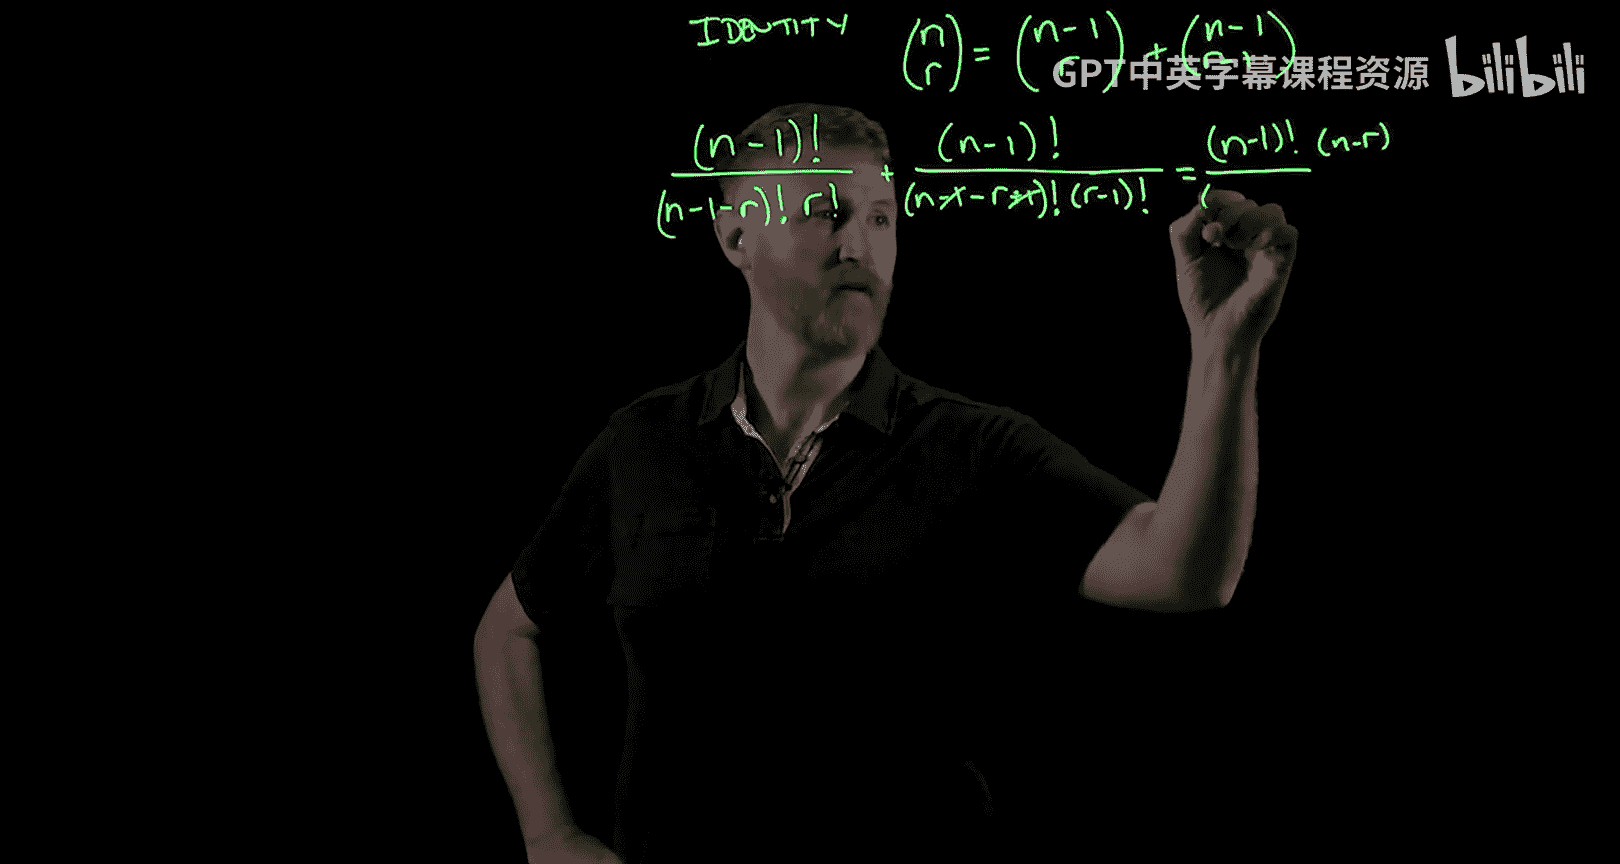 IDENTITY (n r) = (n-1 r) + (n-1 r-1)
GPT中英字幕课程资源 bilibili
(n-1)! / (n-1-r)! r! + (n-1)! / (n-1-r+1)! (r-1)! = (n-1)! (n-r) / (